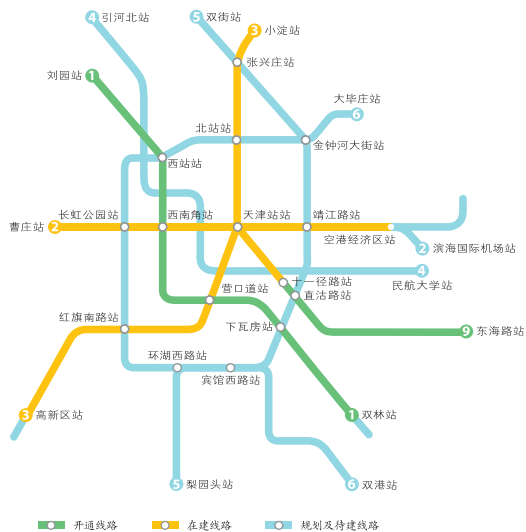 4 引河北站
5 双街站
3 小淀站
张兴庄站
刘园站 1
大毕庄站
6
北站站
金钟河大街站
西站站
长虹公园站
西南角站
天津站站
靖江路站
曹庄站 2
空港经济区站
2 滨海国际机场站
4
民航大学站
十一径路站
营口道站
直沽路站
红旗南路站
下瓦房站
9 东海路站
环湖西路站
宾馆西路站
3 高新区站
1 双林站
5 梨园头站
6 双港站
开通线路
在建线路
规划及待建线路